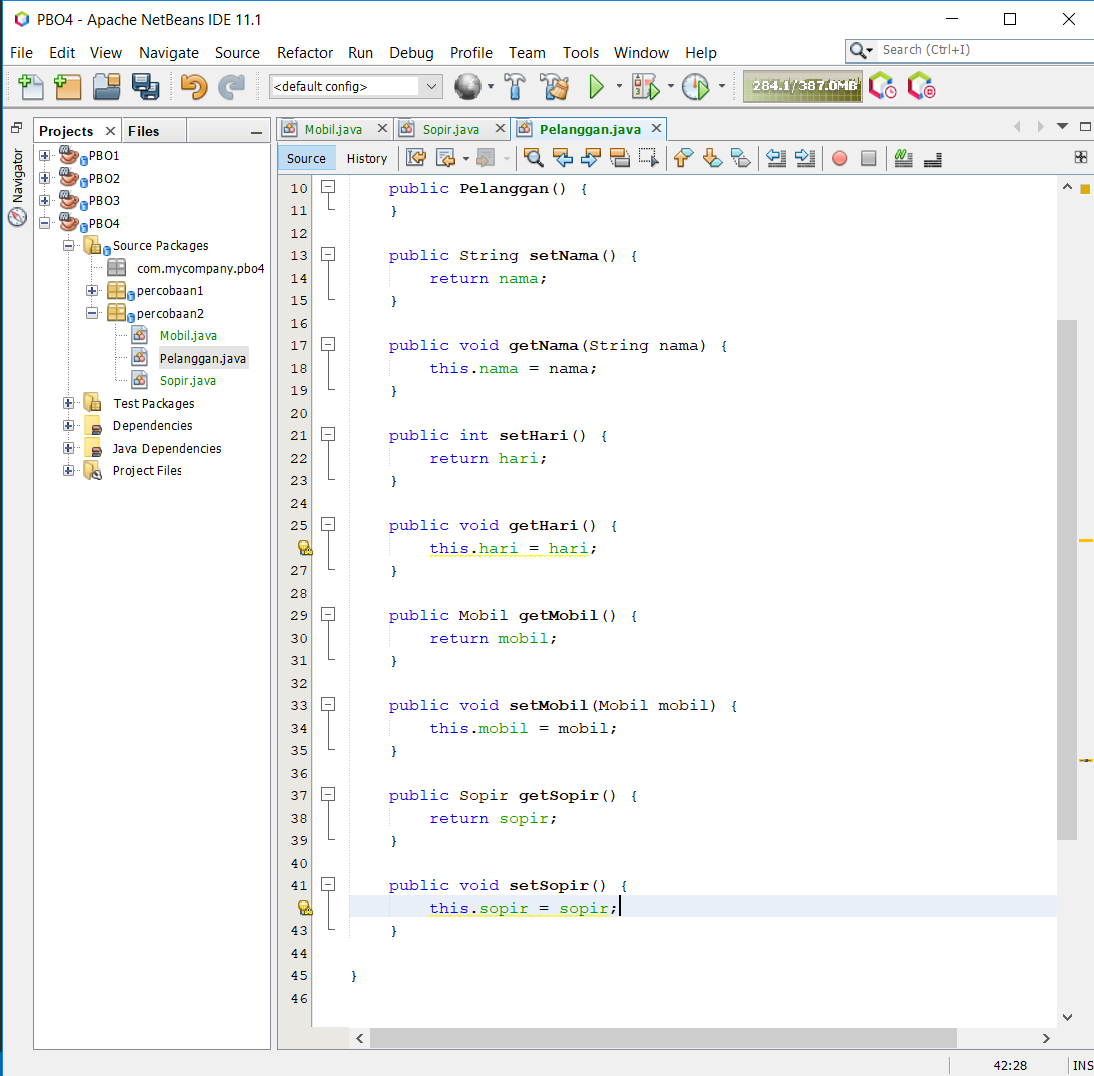 PBO4 - Apache NetBeans IDE 11.1
File Edit View Navigate Source Refactor Run Debug Profile Team Tools Window Help
Search (Ctrl+I)
<default config>
284.1/387.0MB
Projects Files
Navigator
PBO1
PBO2
PBO3
PBO4
Source Packages
com.mycompany.pbo4
percobaan1
percobaan2
Mobil.java
Pelanggan.java
Sopir.java
Test Packages
Dependencies
Java Dependencies
Project Files
Mobil.java Sopir.java Pelanggan.java
Source History
10 public Pelanggan() {
11 }
12
13 public String setNama() {
14 return nama;
15 }
16
17 public void getNama(String nama) {
18 this.nama = nama;
19 }
20
21 public int setHari() {
22 return hari;
23 }
24
25 public void getHari() {
this.hari = hari;
27 }
28
29 public Mobil getMobil() {
30 return mobil;
31 }
32
33 public void setMobil(Mobil mobil) {
34 this.mobil = mobil;
35 }
36
37 public Sopir getSopir() {
38 return sopir;
39 }
40
41 public void setSopir() {
this.sopir = sopir;
43 }
44
45 }
46
42:28 INS